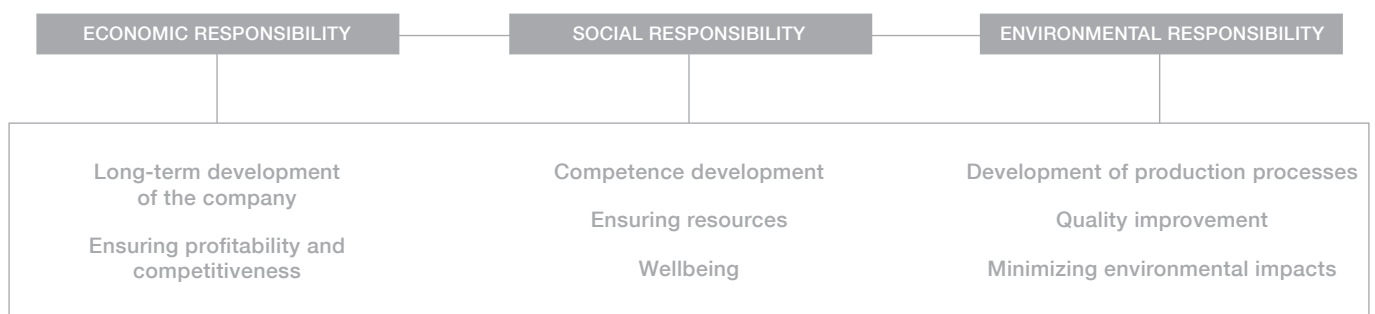 ECONOMIC RESPONSIBILITY
SOCIAL RESPONSIBILITY
ENVIRONMENTAL RESPONSIBILITY
Long-term development
of the company
Ensuring profitability and
competitiveness
Competence development
Ensuring resources
Wellbeing
Development of production processes
Quality improvement
Minimizing environmental impacts